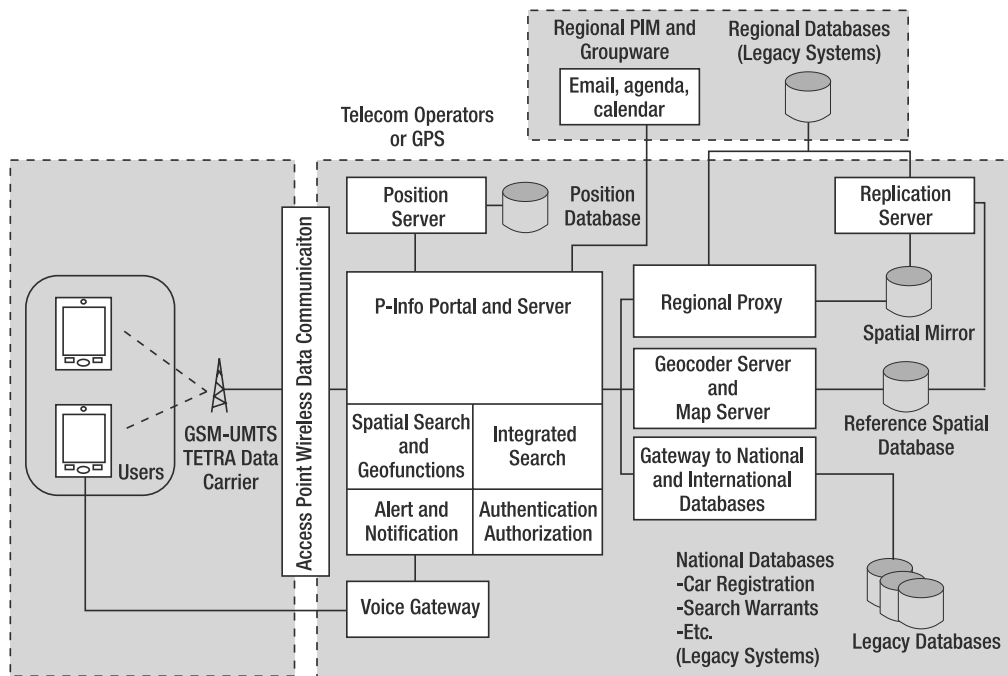 Regional PIM and
Groupware
Email, agenda,
calendar
Regional Databases
(Legacy Systems)
Telecom Operators
or GPS
Position
Server
Position
Database
Replication
Server
P-Info Portal and Server
Regional Proxy
Spatial Mirror
Geocoder Server
and
Map Server
Reference Spatial
Database
Spatial Search
and
Geofunctions
Integrated
Search
Gateway to National
and International
Databases
Alert and
Notification
Authentication
Authorization
Voice Gateway
National Databases
-Car Registration
-Search Warrants
-Etc.
(Legacy Systems)
Legacy Databases
Access Point Wireless Data Communicaiton
GSM-UMTS
TETRA Data
Carrier
Users